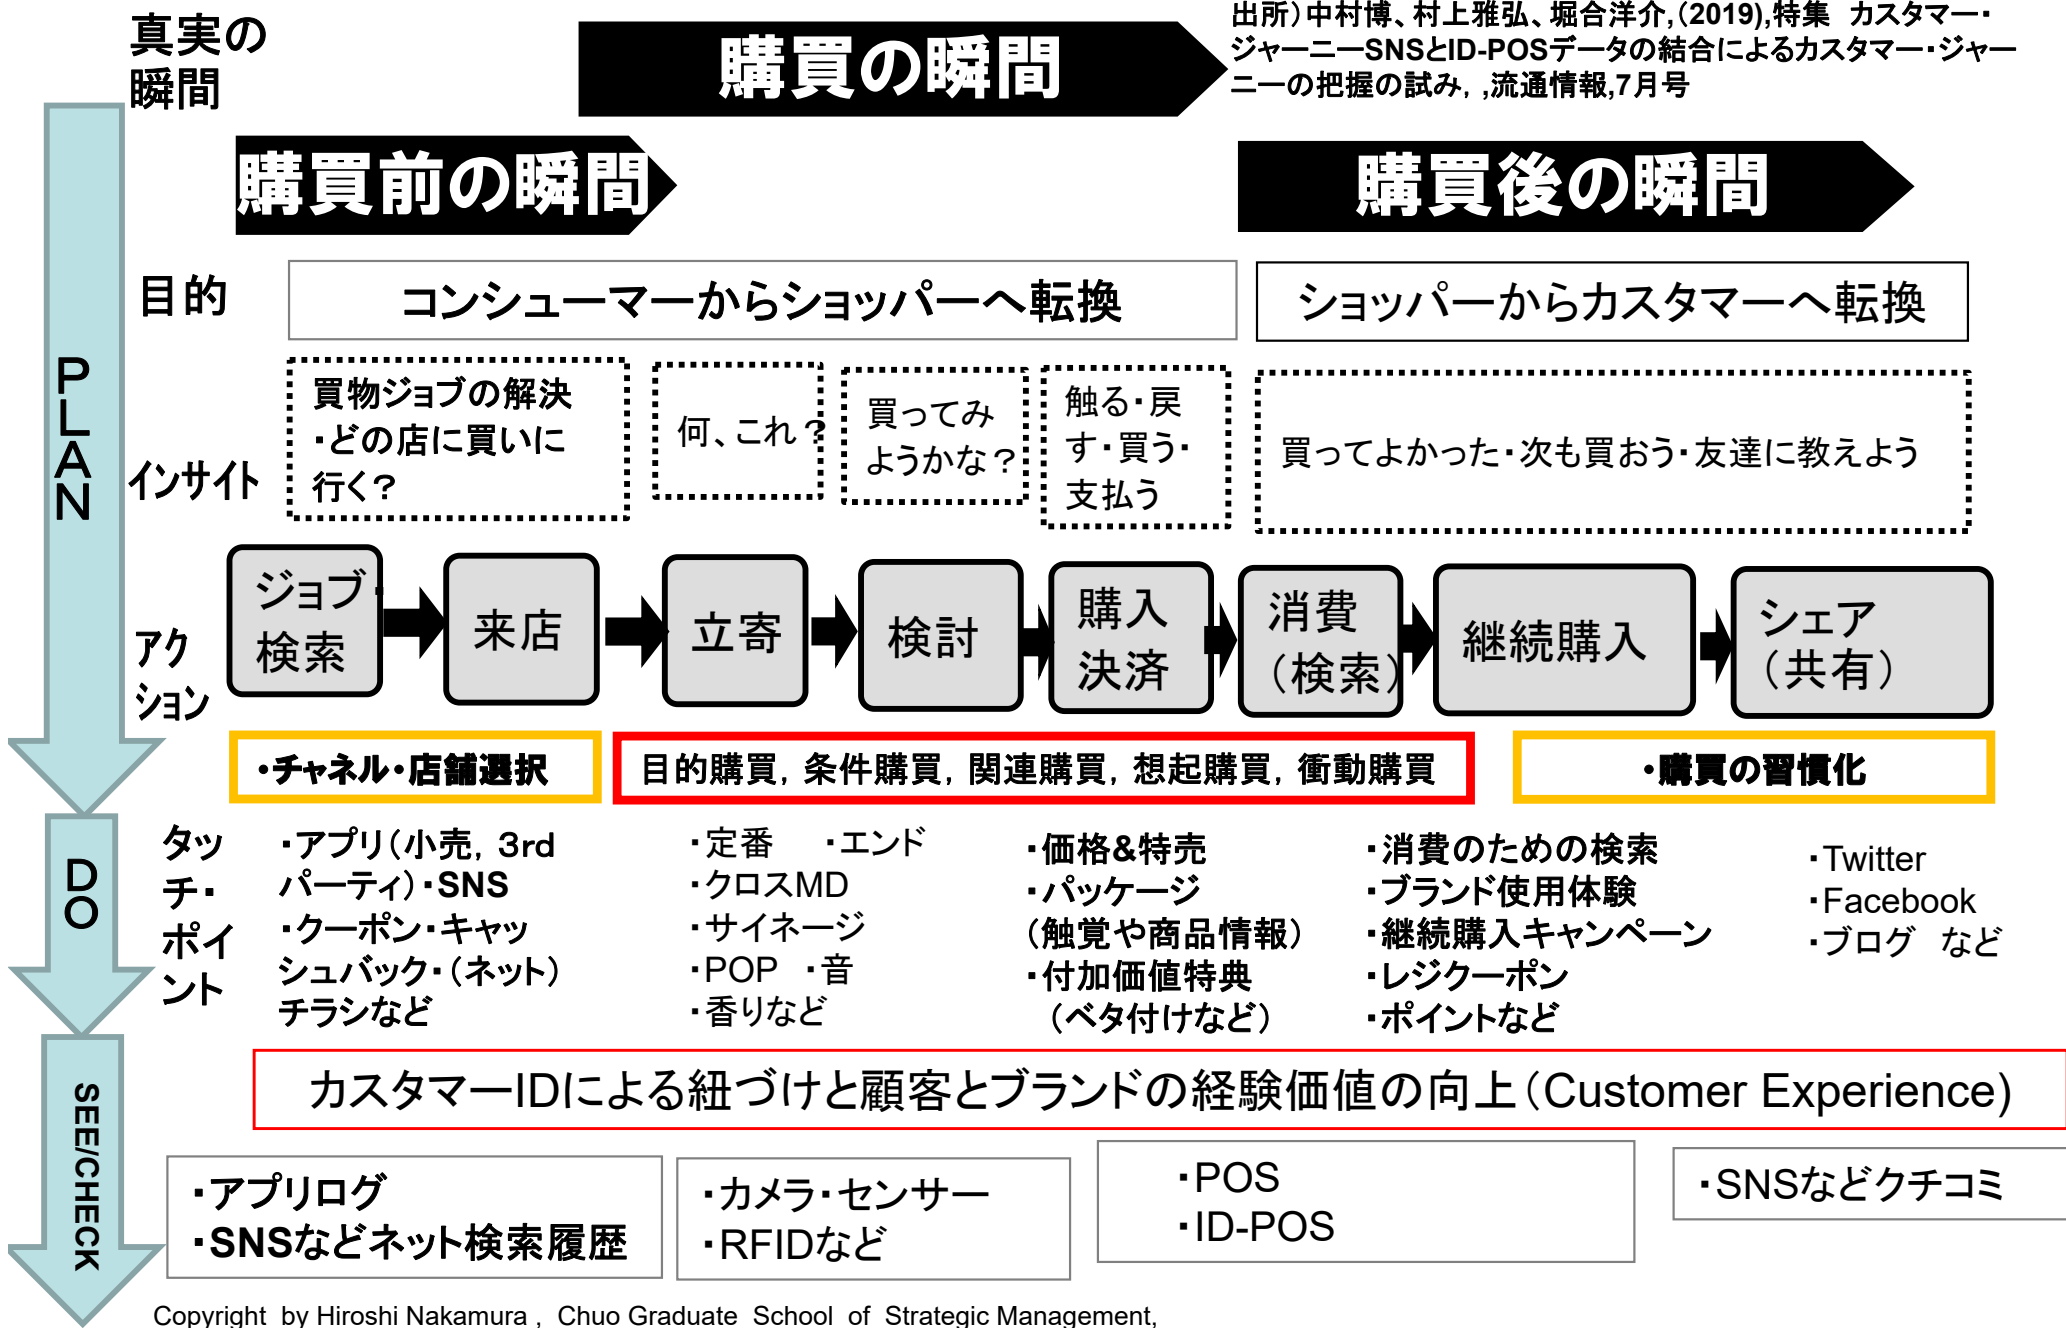 真実の
瞬間
購買の瞬間
出所）中村博、村上雅弘、堀合洋介,（2019）,特集　カスタマー・
ジャーニーSNSとID-POSデータの結合によるカスタマー・ジャー
ニーの把握の試み，,流通情報,7月号
購買前の瞬間
購買後の瞬間
PLAN
目的
コンシューマーからショッパーへ転換
ショッパーからカスタマーへ転換
インサイト
買物ジョブの解決
・どの店に買いに
行く？
何、これ？
買ってみ
ようかな？
触る・戻
す・買う・
支払う
買ってよかった・次も買おう・友達に教えよう
アク
ション
ジョブ・
検索
来店
立寄
検討
購入
決済
消費
（検索）
継続購入
シェア
（共有）
・チャネル・店舗選択
目的購買，条件購買，関連購買，想起購買，衝動購買
・購買の習慣化
DO
タッ
チ・
ポイ
ント
・アプリ（小売，3rd
パーティ）・SNS
・クーポン・キャッ
シュバック・（ネット）
チラシなど
・定番　・エンド
・クロスMD
・サイネージ
・POP　・音
・香りなど
・価格&特売
・パッケージ
（触覚や商品情報）
・付加価値特典
（ベタ付けなど）
・消費のための検索
・ブランド使用体験
・継続購入キャンペーン
・レジクーポン
・ポイントなど
・Twitter
・Facebook
・ブログ　など
SEE/CHECK
カスタマーIDによる紐づけと顧客とブランドの経験価値の向上（Customer Experience)
・アプリログ
・SNSなどネット検索履歴
・カメラ・センサー
・RFIDなど
・POS
・ID-POS
・SNSなどクチコミ
Copyright by Hiroshi Nakamura , Chuo Graduate School of Strategic Management,